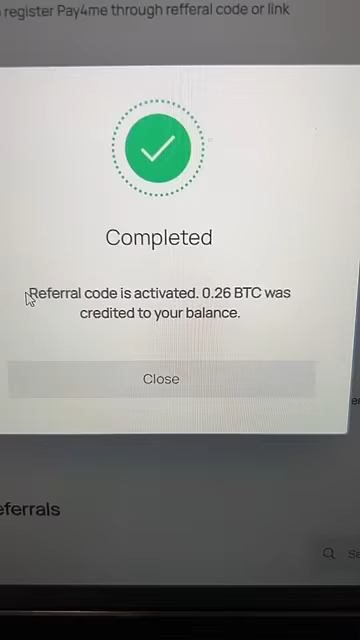 register Pay4me through refferal code or link
Completed
Referral code is activated. 0.26 BTC was
credited to your balance.
Close
eferrals
Se